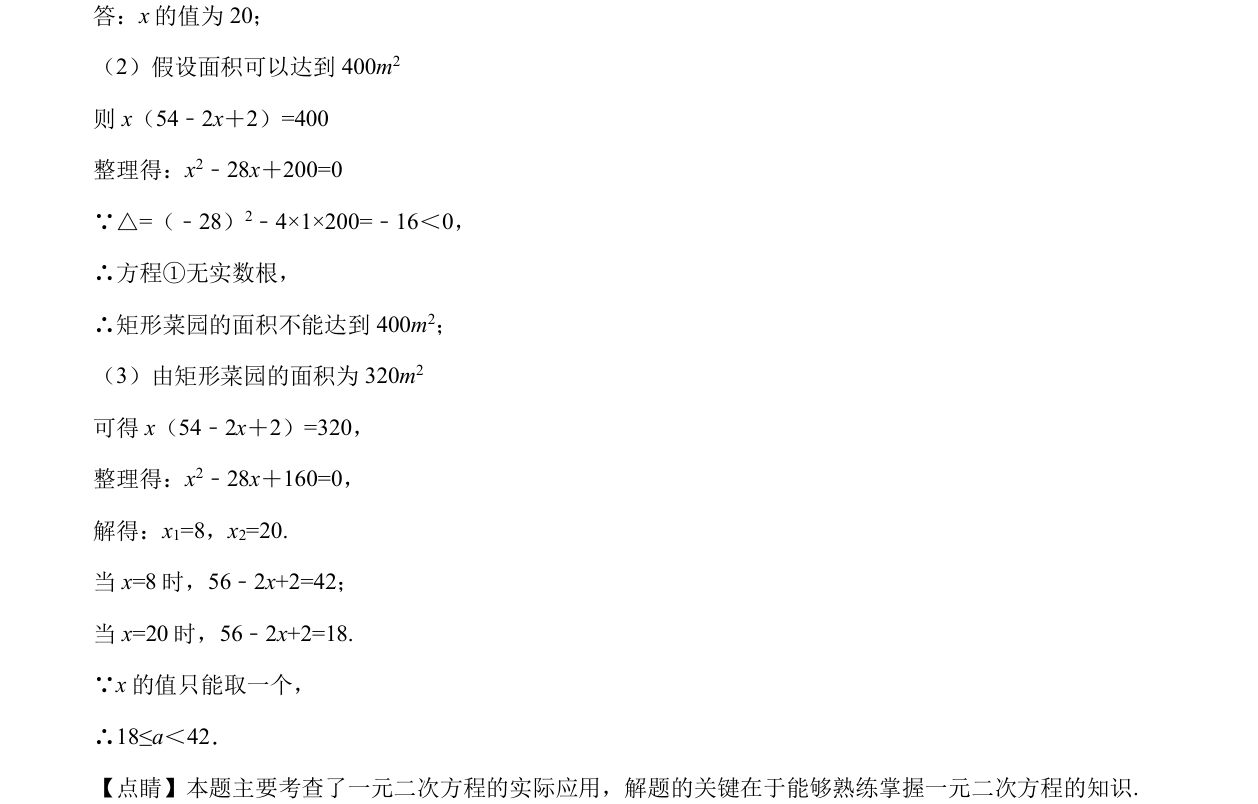 答：x 的值为 20；
（2）假设面积可以达到 400m²
则 x（54﹣2x＋2）=400
整理得：x²﹣28x＋200=0
∵△=（﹣28）²﹣4×1×200=﹣16＜0，
∴方程①无实数根，
∴矩形菜园的面积不能达到 400m²；
（3）由矩形菜园的面积为 320m²
可得 x（54﹣2x＋2）=320，
整理得：x²﹣28x＋160=0，
解得：x₁=8，x₂=20.
当 x=8 时，56﹣2x+2=42；
当 x=20 时，56﹣2x+2=18.
∵x 的值只能取一个，
∴18≤a＜42．
【点睛】本题主要考查了一元二次方程的实际应用，解题的关键在于能够熟练掌握一元二次方程的知识.